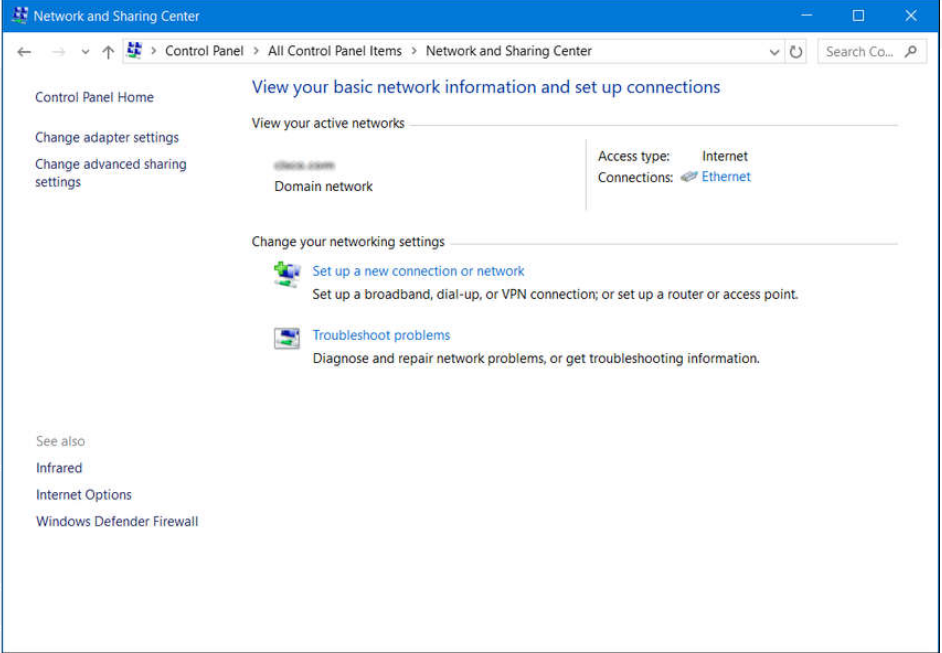 Network and Sharing Center
Control Panel > All Control Panel Items > Network and Sharing Center
Search Co...
Control Panel Home
Change adapter settings
Change advanced sharing
settings
View your basic network information and set up connections
View your active networks
Domain network
Access type: Internet
Connections: Ethernet
Change your networking settings
Set up a new connection or network
Set up a broadband, dial-up, or VPN connection; or set up a router or access point.
Troubleshoot problems
Diagnose and repair network problems, or get troubleshooting information.
See also
Infrared
Internet Options
Windows Defender Firewall